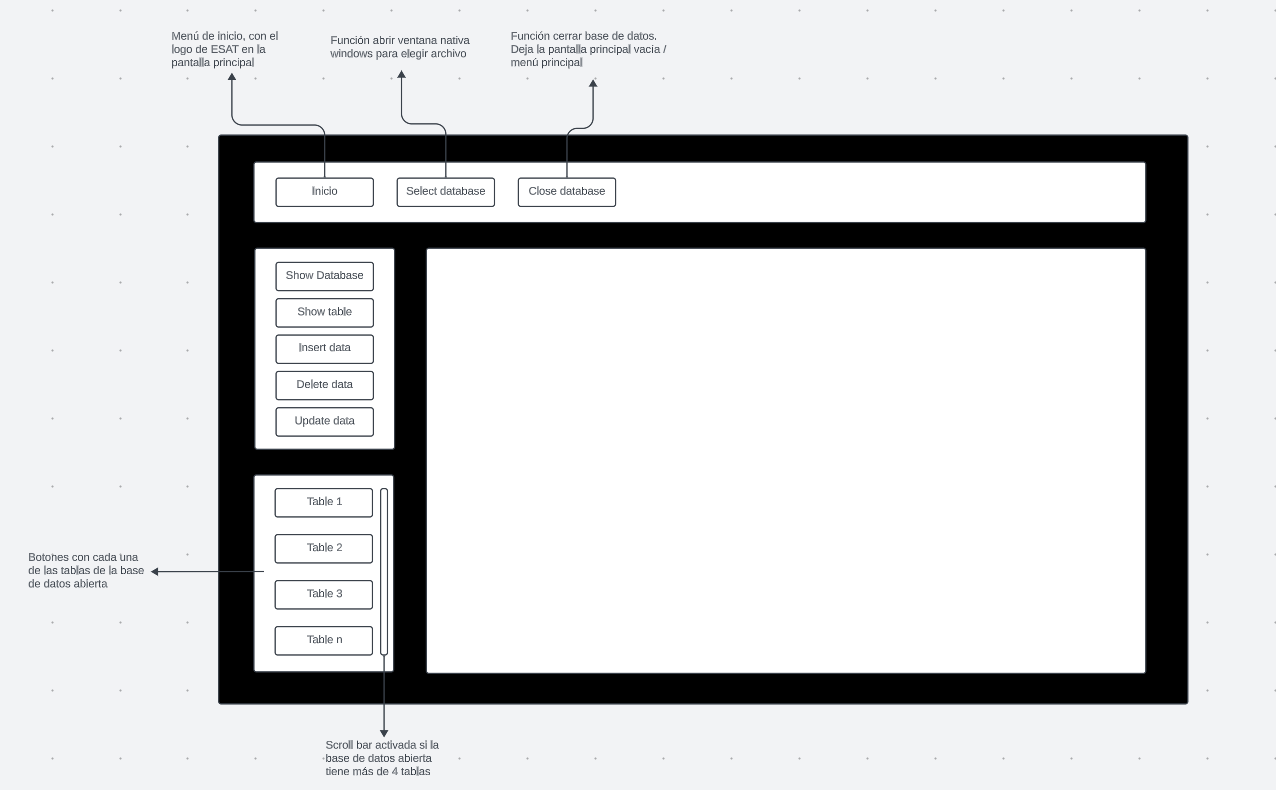 Menú de inicio, con el
logo de ESAT en la
pantalla principal
Función abrir ventana nativa
windows para elegir archivo
Función cerrar base de datos.
Deja la pantalla principal vacía /
menú principal
Inicio
Select database
Close database
Show Database
Show table
Insert data
Delete data
Update data
Table 1
Table 2
Table 3
Table n
Botones con cada una
de las tablas de la base
de datos abierta
Scroll bar activada si la
base de datos abierta
tiene más de 4 tablas